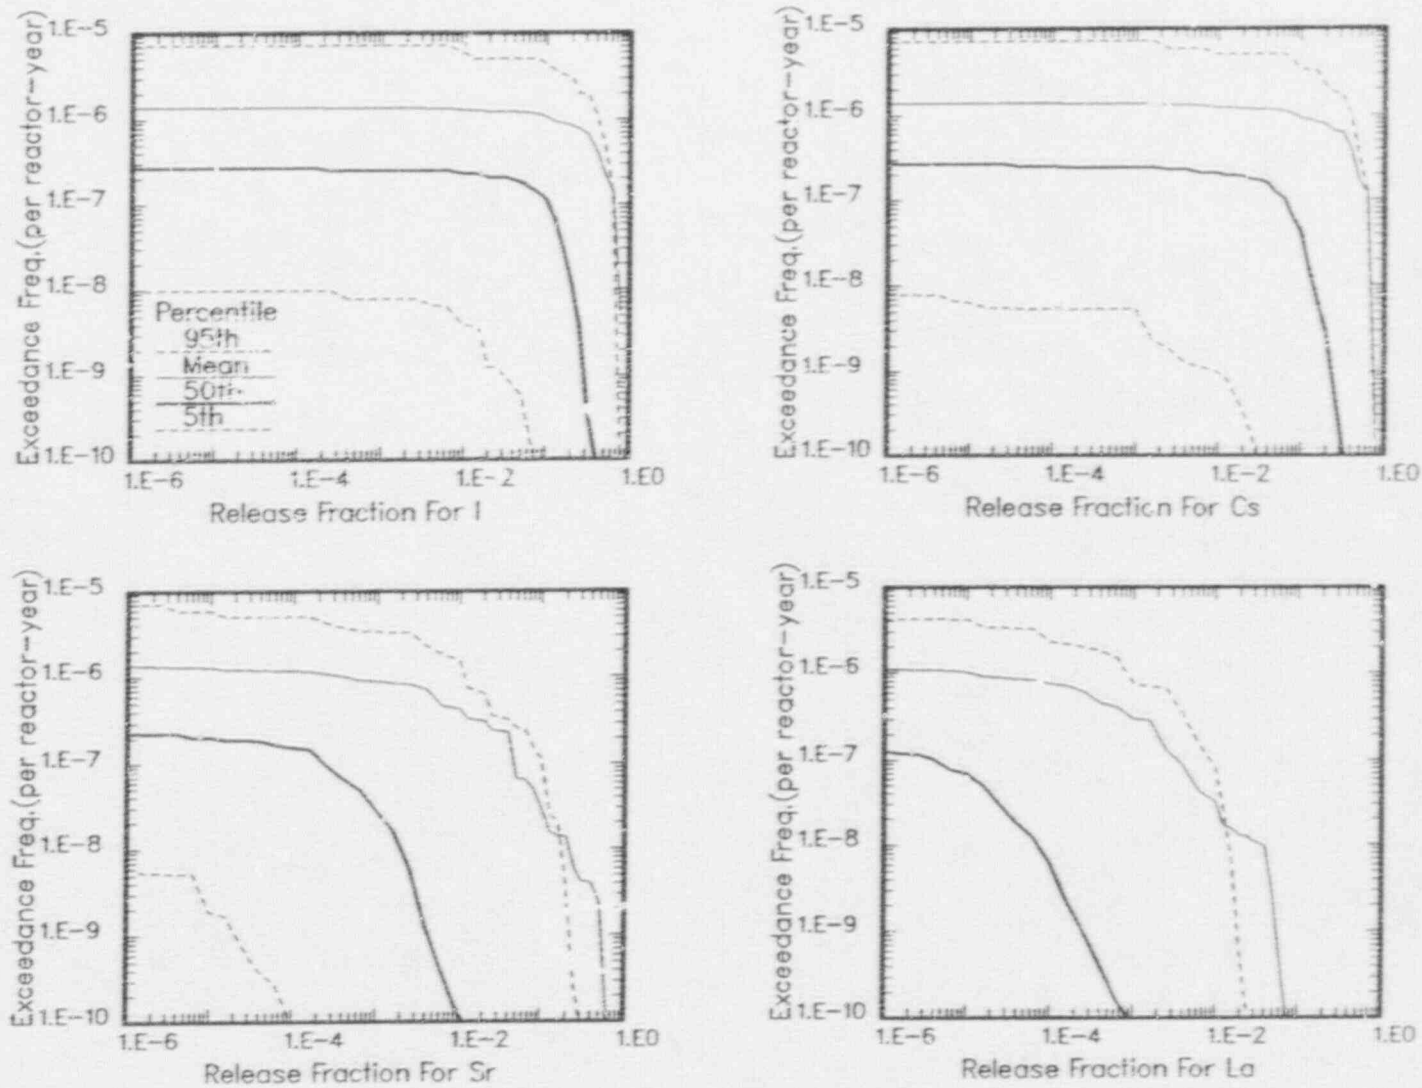 Exceedance Freq.(per reactor-year)
1.E-5
1.E-6
1.E-7
1.E-8
1.E-9
1.E-10
Percentile
95th
Mean
50th
5th
1.E-6
1.E-4
1.E-2
1.E0
Release Fraction For I
Exceedance Freq.(per reactor-year)
1.E-5
1.E-6
1.E-7
1.E-8
1.E-9
1.E-10
1.E-6
1.E-4
1.E-2
1.E0
Release Fraction For Cs
Exceedance Freq.(per reactor-year)
1.E-5
1.E-6
1.E-7
1.E-8
1.E-9
1.E-10
1.E-6
1.E-4
1.E-2
1.E0
Release Fraction For Sr
Exceedance Freq.(per reactor-year)
1.E-5
1.E-6
1.E-7
1.E-8
1.E-9
1.E-10
1.E-6
1.E-4
1.E-2
1.E0
Release Fraction For La